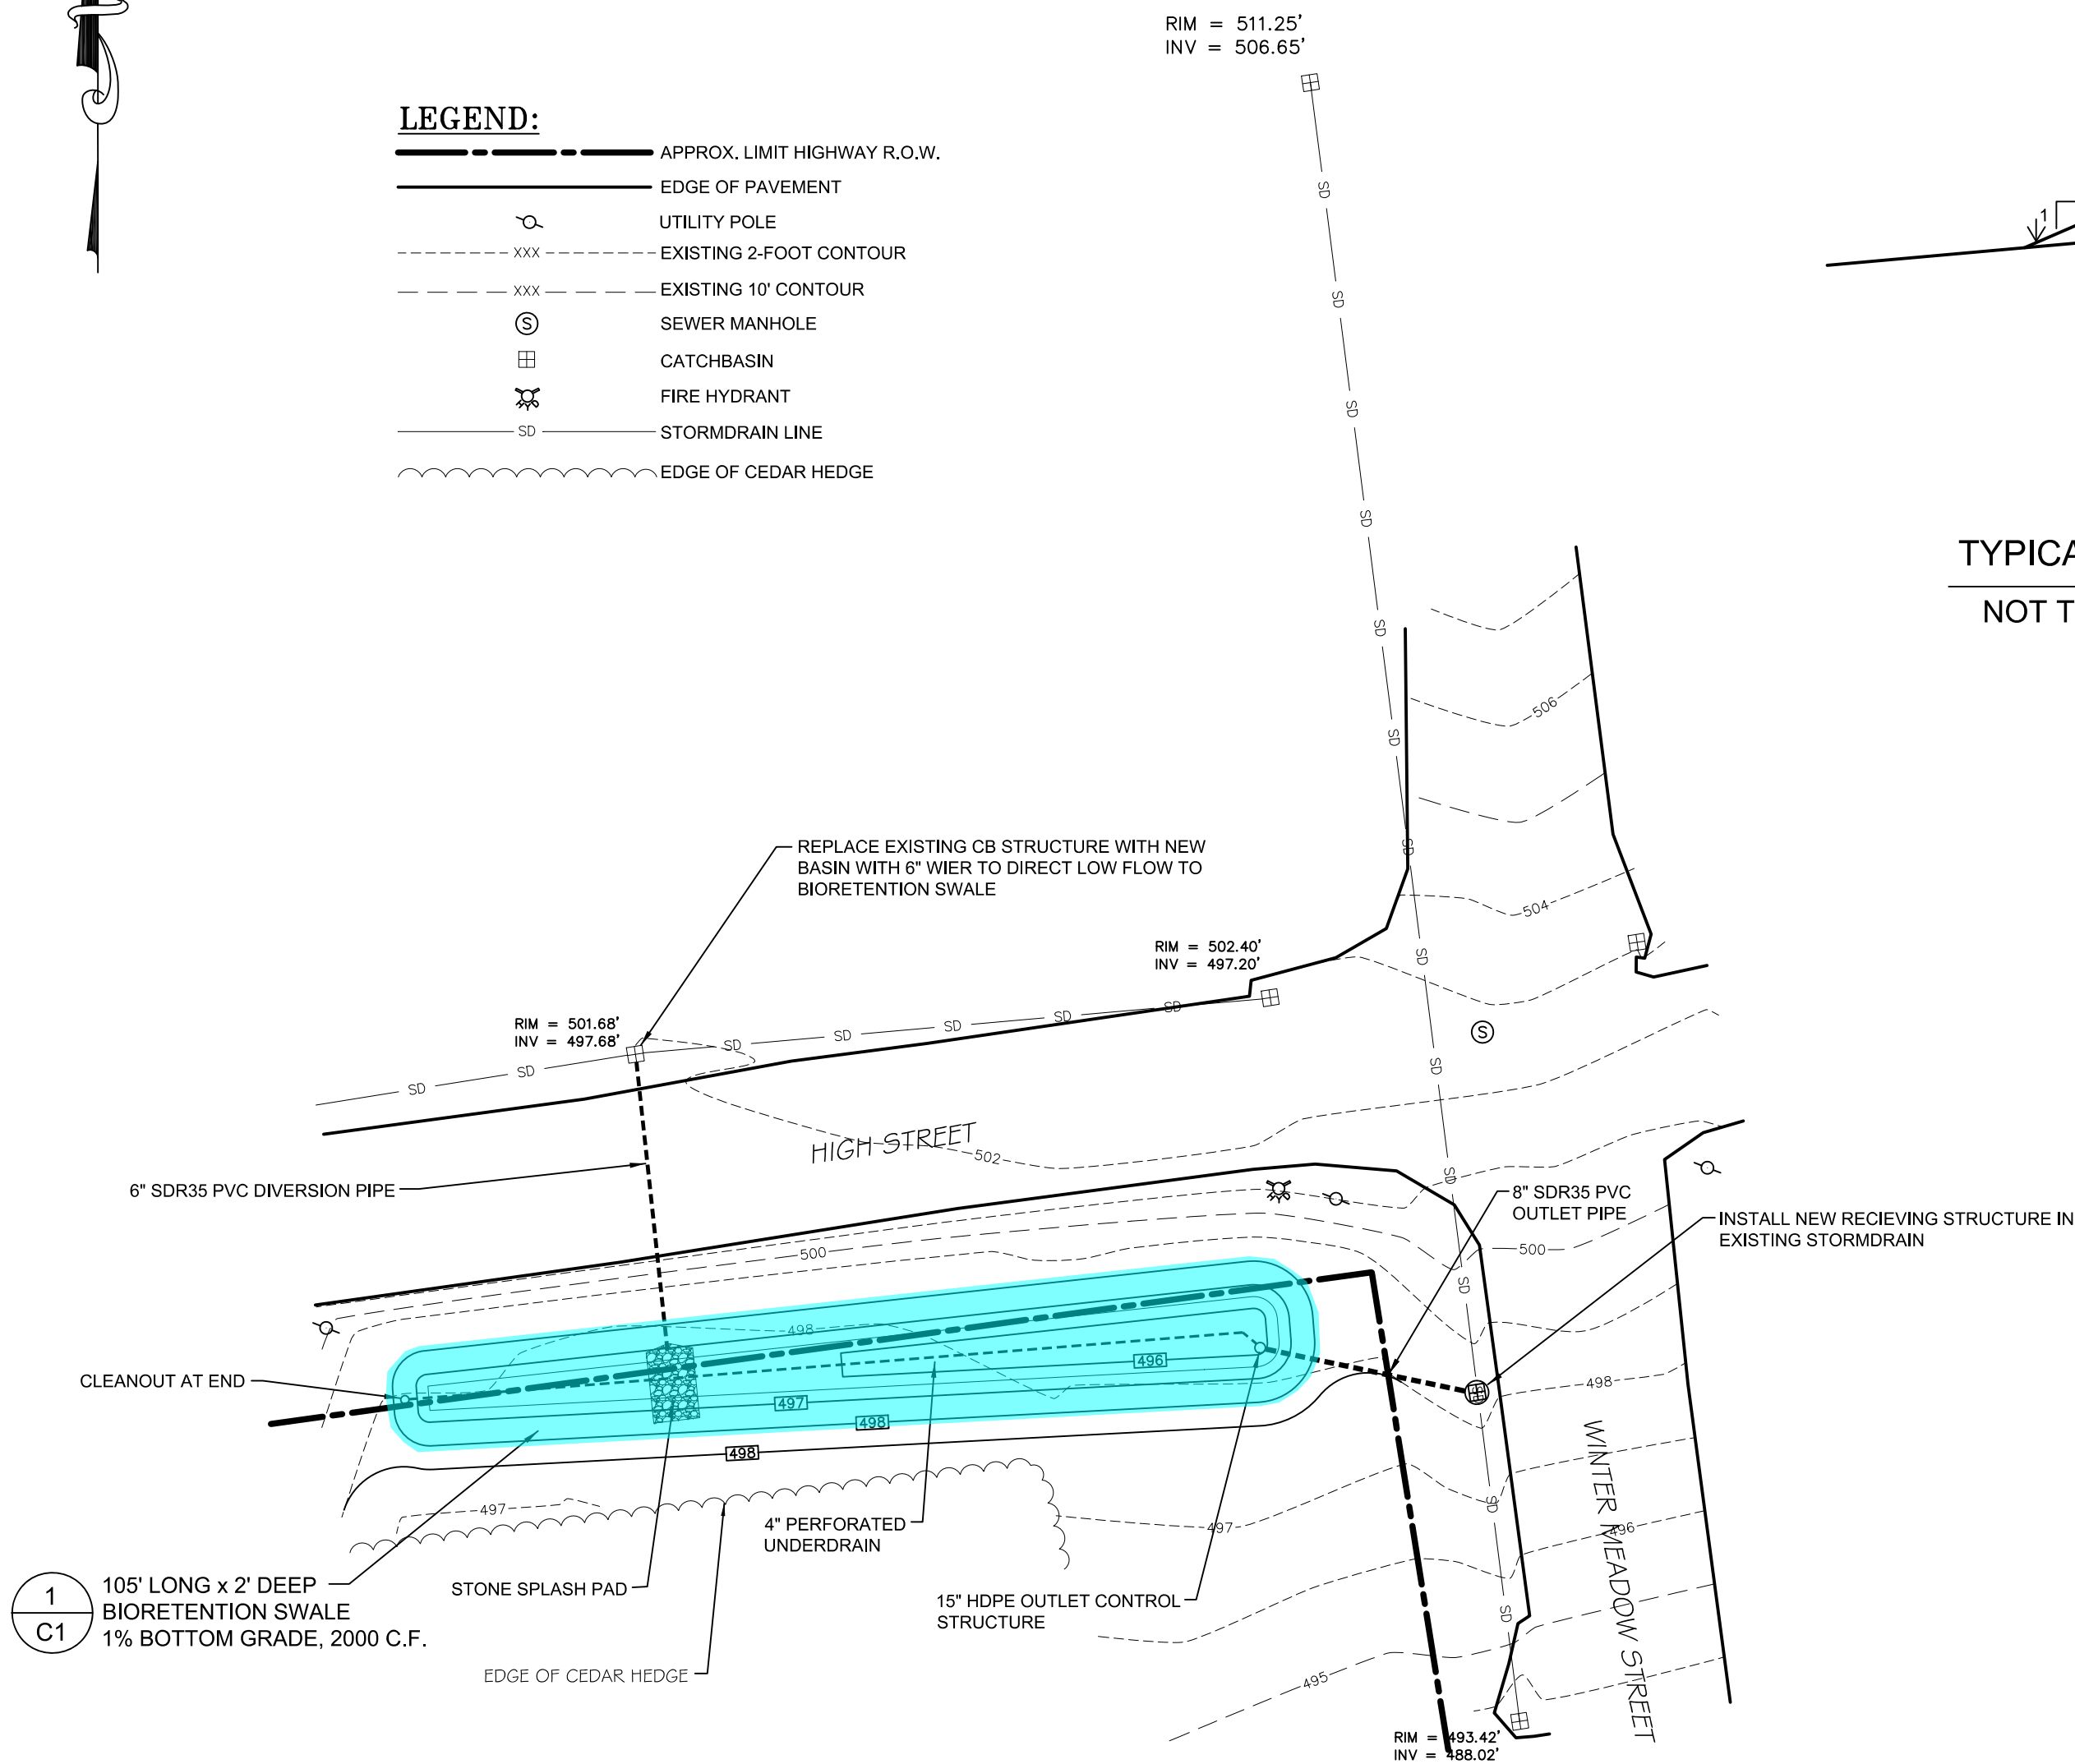 RIM = 511.25'
INV = 506.65'
LEGEND:
APPROX. LIMIT HIGHWAY R.O.W.
EDGE OF PAVEMENT
UTILITY POLE
XXX EXISTING 2-FOOT CONTOUR
XXX EXISTING 10' CONTOUR
S SEWER MANHOLE
CATCHBASIN
FIRE HYDRANT
SD STORMDRAIN LINE
EDGE OF CEDAR HEDGE
1
TYPICA
NOT T
SD
SD
SD
SD
SD
SD
SD
SD
SD
SD
SD
SD
SD
SD
506
504
REPLACE EXISTING CB STRUCTURE WITH NEW
BASIN WITH 6" WIER TO DIRECT LOW FLOW TO
BIORETENTION SWALE
RIM = 502.40'
INV = 497.20'
RIM = 501.68'
INV = 497.68'
SD
SD
SD
SD
SD
SD
SD
S
HIGH STREET
502
6" SDR35 PVC DIVERSION PIPE
8" SDR35 PVC
OUTLET PIPE
INSTALL NEW RECIEVING STRUCTURE IN
EXISTING STORMDRAIN
500
500
498
496
497
498
498
498
CLEANOUT AT END
497
497
496
495
4" PERFORATED
UNDERDRAIN
STONE SPLASH PAD
15" HDPE OUTLET CONTROL
STRUCTURE
1
C1
105' LONG x 2' DEEP
BIORETENTION SWALE
1% BOTTOM GRADE, 2000 C.F.
EDGE OF CEDAR HEDGE
WINTER MEADOW STREET
RIM = 493.42'
INV = 488.02'